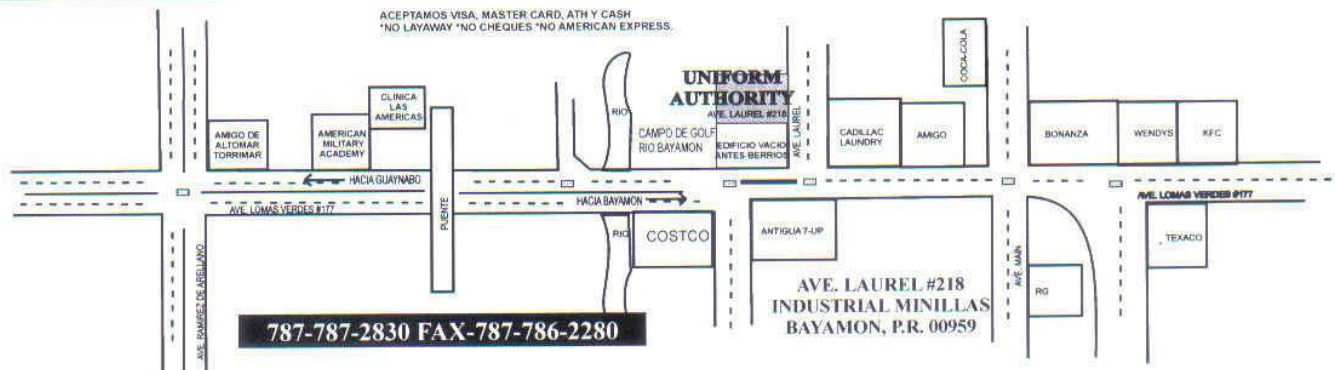 ACEPTAMOS VISA, MASTER CARD, ATH Y CASH
*NO LAYAWAY *NO CHEQUES *NO AMERICAN EXPRESS.
COCA-COLA
CLINICA
LAS
AMERICAS
UNIFORM
AUTHORITY
AVE. LAUREL #218
RIO
AVE. LAUREL
AMIGO DE
ALTOMAR
TORRIMAR
AMERICAN
MILITARY
ACADEMY
CAMPO DE GOLF
RIO BAYAMON
EDIFICIO VACIO
ANTES BERRIOS
CADILLAC
LAUNDRY
AMIGO
BONANZA
WENDYS
KFC
HACIA GUAYNABO
HACIA BAYAMON
AVE. LOMAS VERDES #177
AVE. LOMAS VERDES #177
PUENTE
RIO
COSTCO
ANTIGUA 7-UP
TEXACO
AVE. RAMIREZ DE ARELLANO
AVE. MAIN
RG
AVE. LAUREL #218
INDUSTRIAL MINILLAS
BAYAMON, P.R. 00959
787-787-2830 FAX-787-786-2280